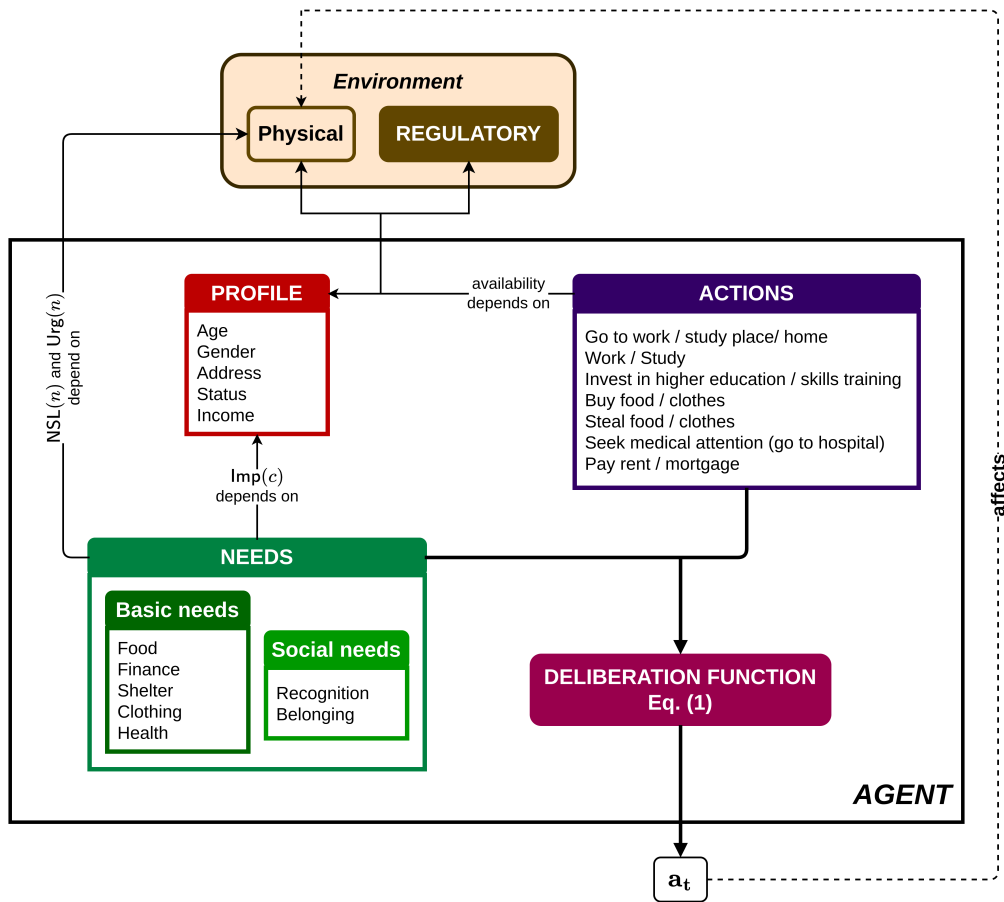 Environment
Physical
REGULATORY
NSL(n) and Urg(n)
depend on
PROFILE
Age
Gender
Address
Status
Income
availability
depends on
ACTIONS
Go to work / study place/ home
Work / Study
Invest in higher education / skills training
Buy food / clothes
Steal food / clothes
Seek medical attention (go to hospital)
Pay rent / mortgage
Imp(c)
depends on
NEEDS
Basic needs
Food
Finance
Shelter
Clothing
Health
Social needs
Recognition
Belonging
DELIBERATION FUNCTION
Eq. (1)
AGENT
a_t
affects